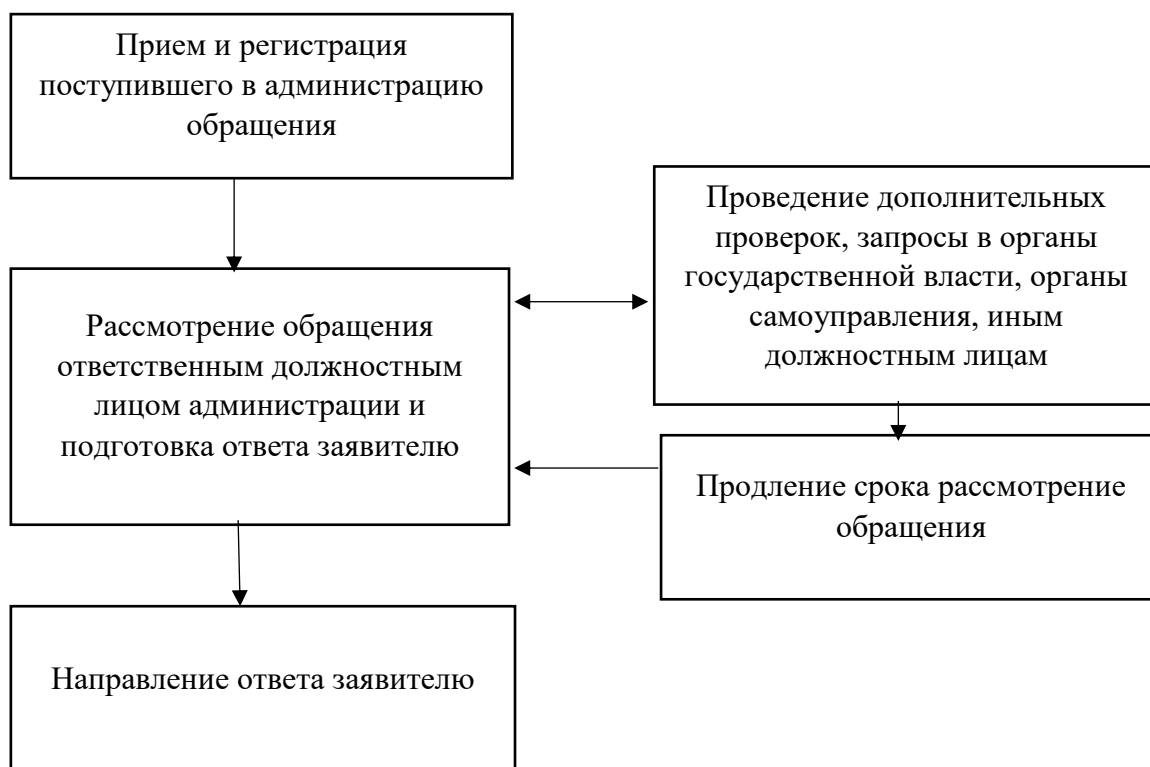 Прием и регистрация
поступившего в администрацию
обращения
Проведение дополнительных
проверок, запросы в органы
государственной власти, органы
самоуправления, иным
должностным лицам
Рассмотрение обращения
ответственным должностным
лицом администрации и
подготовка ответа заявителю
Продление срока рассмотрение
обращения
Направление ответа заявителю